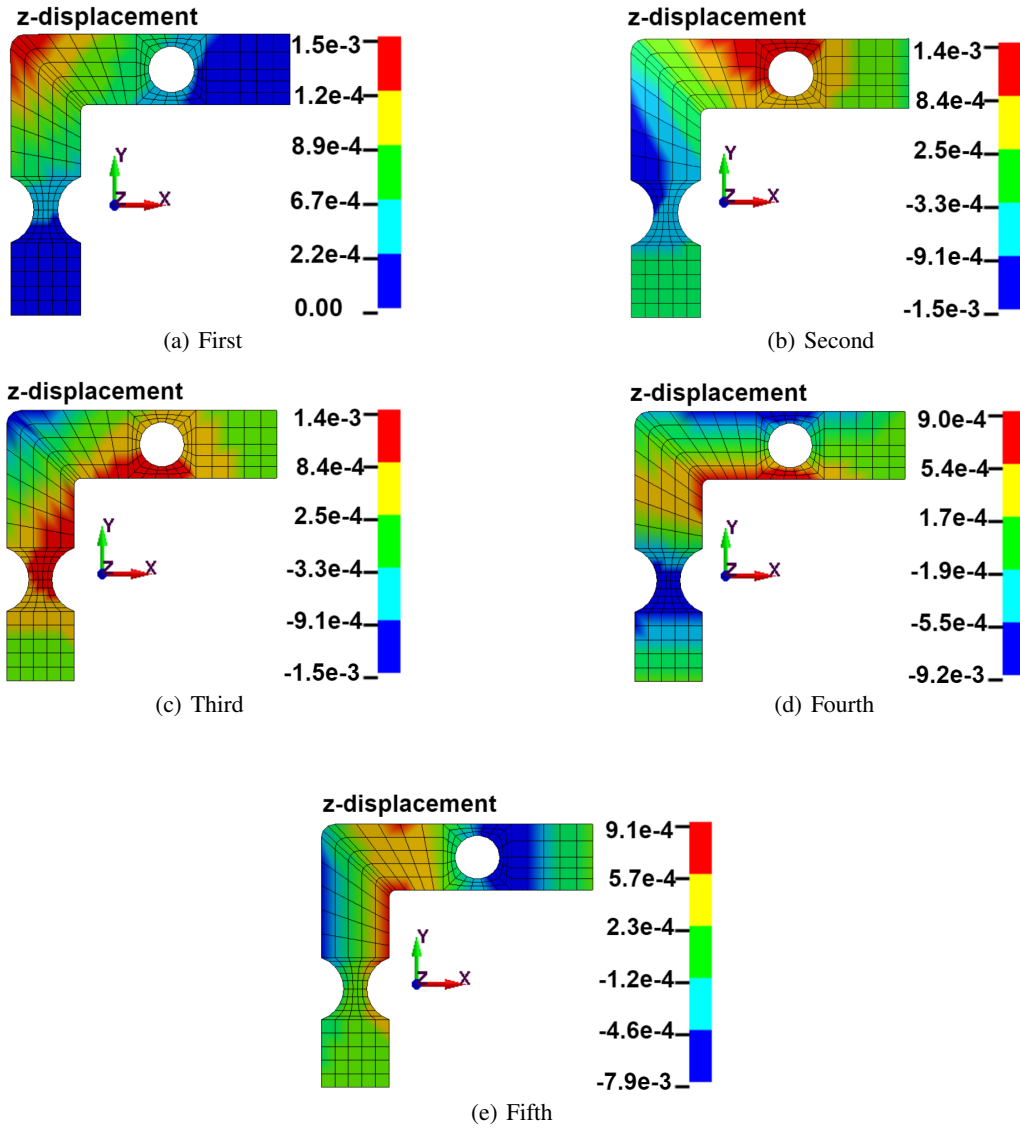 z-displacement
1.5e-3
1.2e-4
8.9e-4
6.7e-4
2.2e-4
0.00
Y
Z
X
(a) First
z-displacement
1.4e-3
8.4e-4
2.5e-4
-3.3e-4
-9.1e-4
-1.5e-3
Y
Z
X
(b) Second
z-displacement
1.4e-3
8.4e-4
2.5e-4
-3.3e-4
-9.1e-4
-1.5e-3
Y
Z
X
(c) Third
z-displacement
9.0e-4
5.4e-4
1.7e-4
-1.9e-4
-5.5e-4
-9.2e-3
Y
Z
X
(d) Fourth
z-displacement
9.1e-4
5.7e-4
2.3e-4
-1.2e-4
-4.6e-4
-7.9e-3
Y
Z
X
(e) Fifth